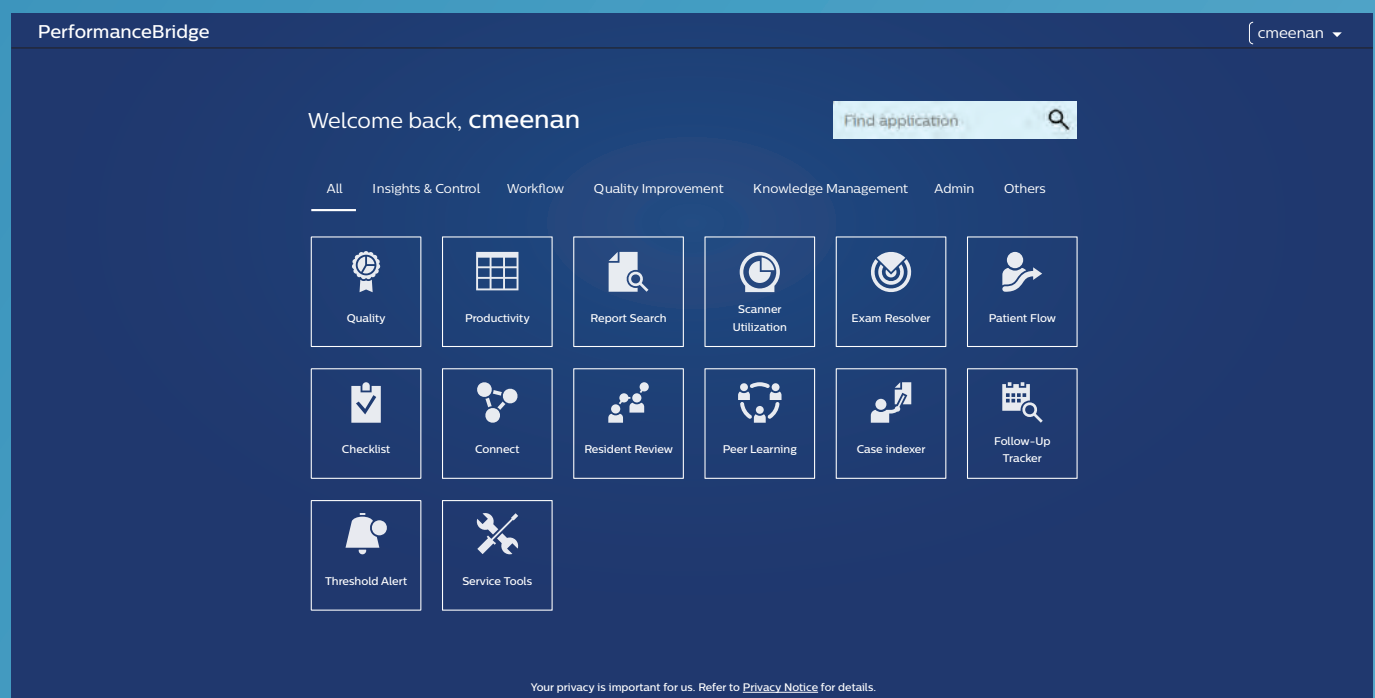 PerformanceBridge
cmeenan
Welcome back, cmeenan
Find application
All Insights & Control Workflow Quality Improvement Knowledge Management Admin Others
Quality
Productivity
Report Search
Scanner
Utilization
Exam Resolver
Patient Flow
Checklist
Connect
Resident Review
Peer Learning
Case indexer
Follow-Up
Tracker
Threshold Alert
Service Tools
Your privacy is important for us. Refer to Privacy Notice for details.